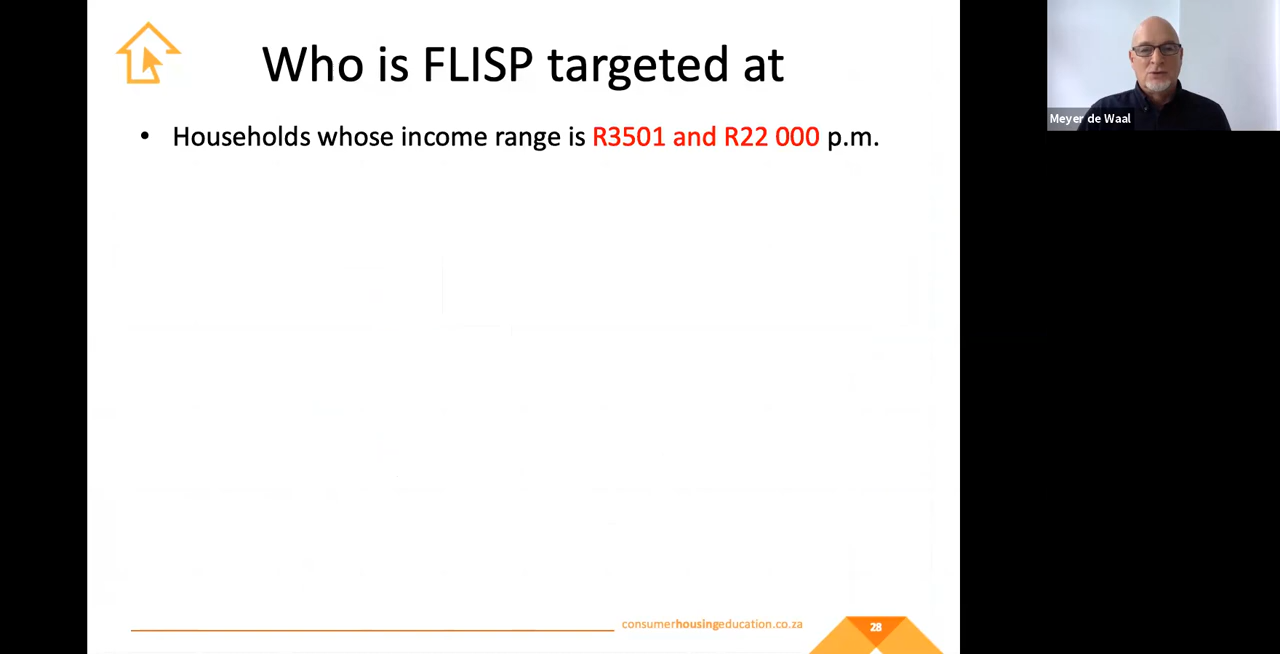 Who is FLISP targeted at
• Households whose income range is R3501 and R22 000 p.m.
Meyer de Waal
consumerhousingeducation.co.za
28